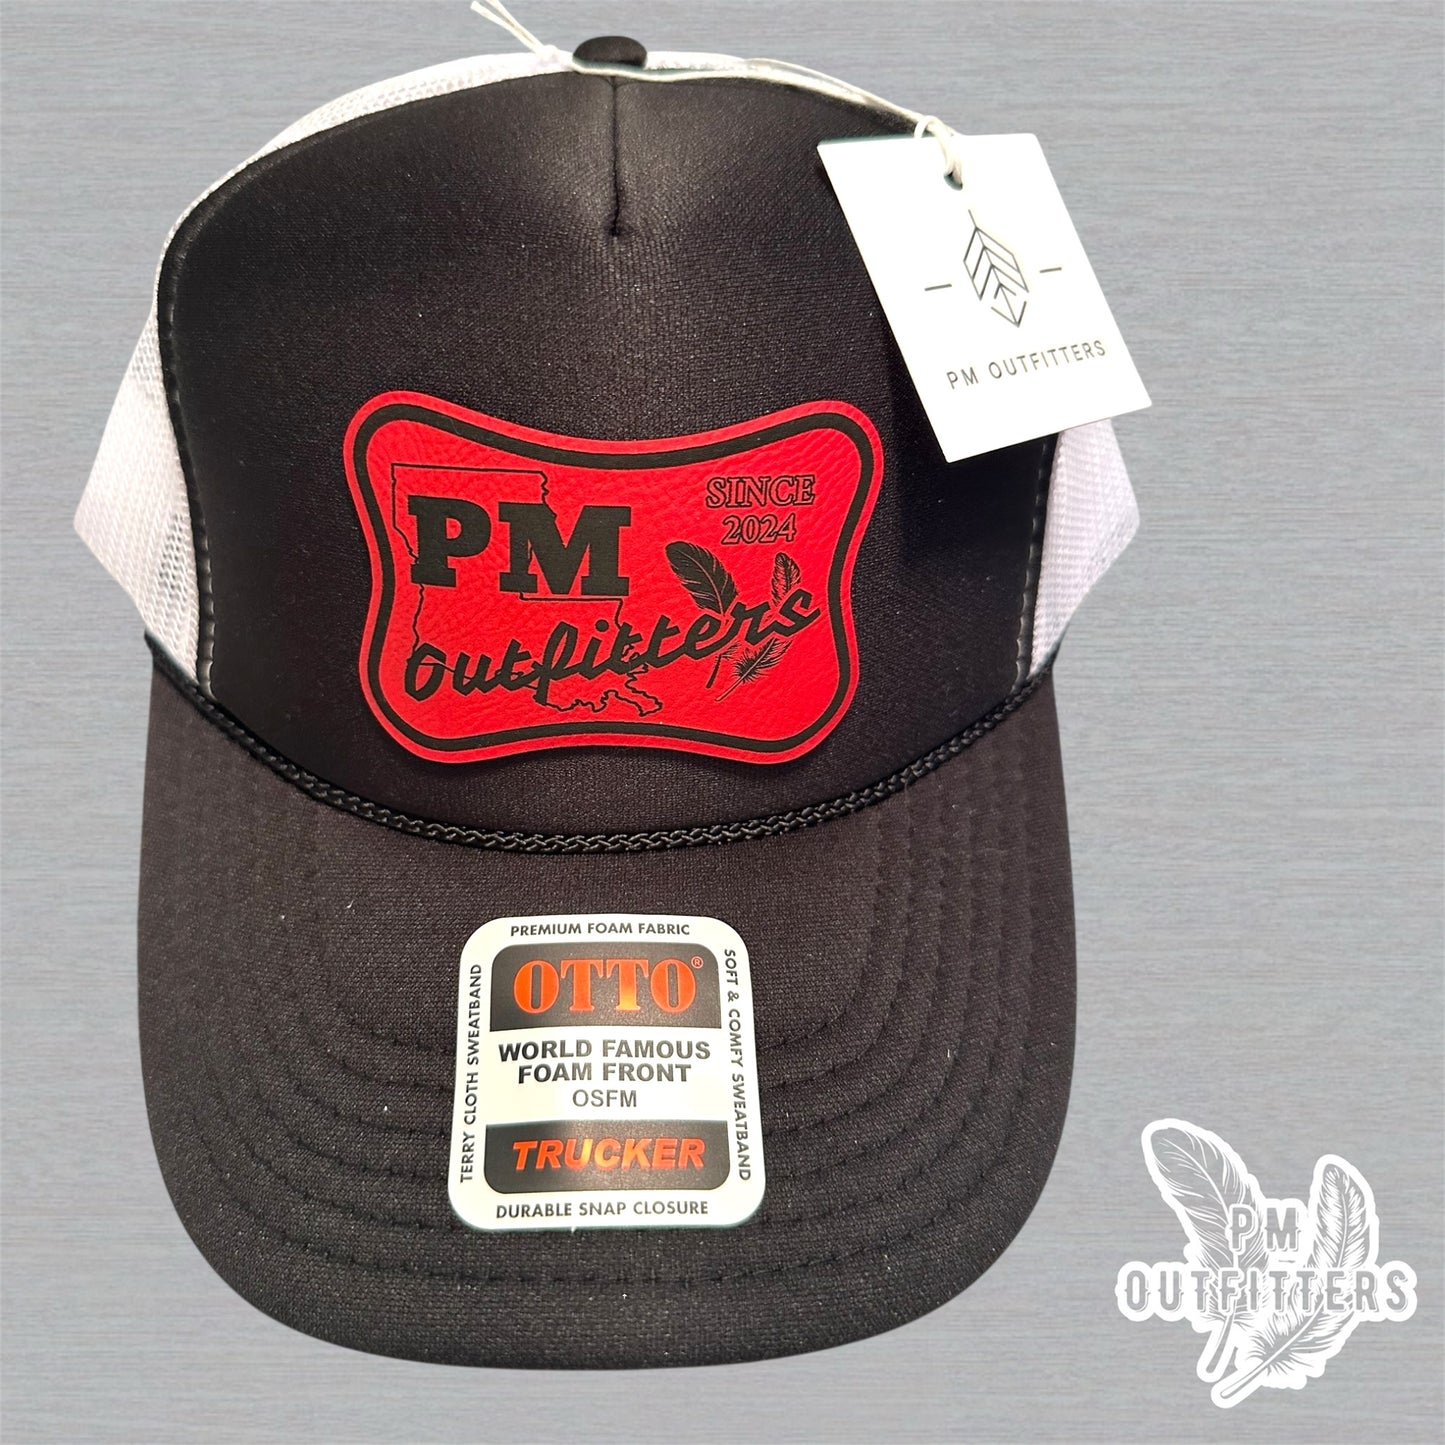 PM OUTFITTERS
SINCE
2024
PM
Outfitters
PREMIUM FOAM FABRIC
TERRY CLOTH SWEATBAND
SOFT & COMFY SWEATBAND
OTTO®
WORLD FAMOUS
FOAM FRONT
OSFM
TRUCKER
DURABLE SNAP CLOSURE
PM
OUTFITTERS